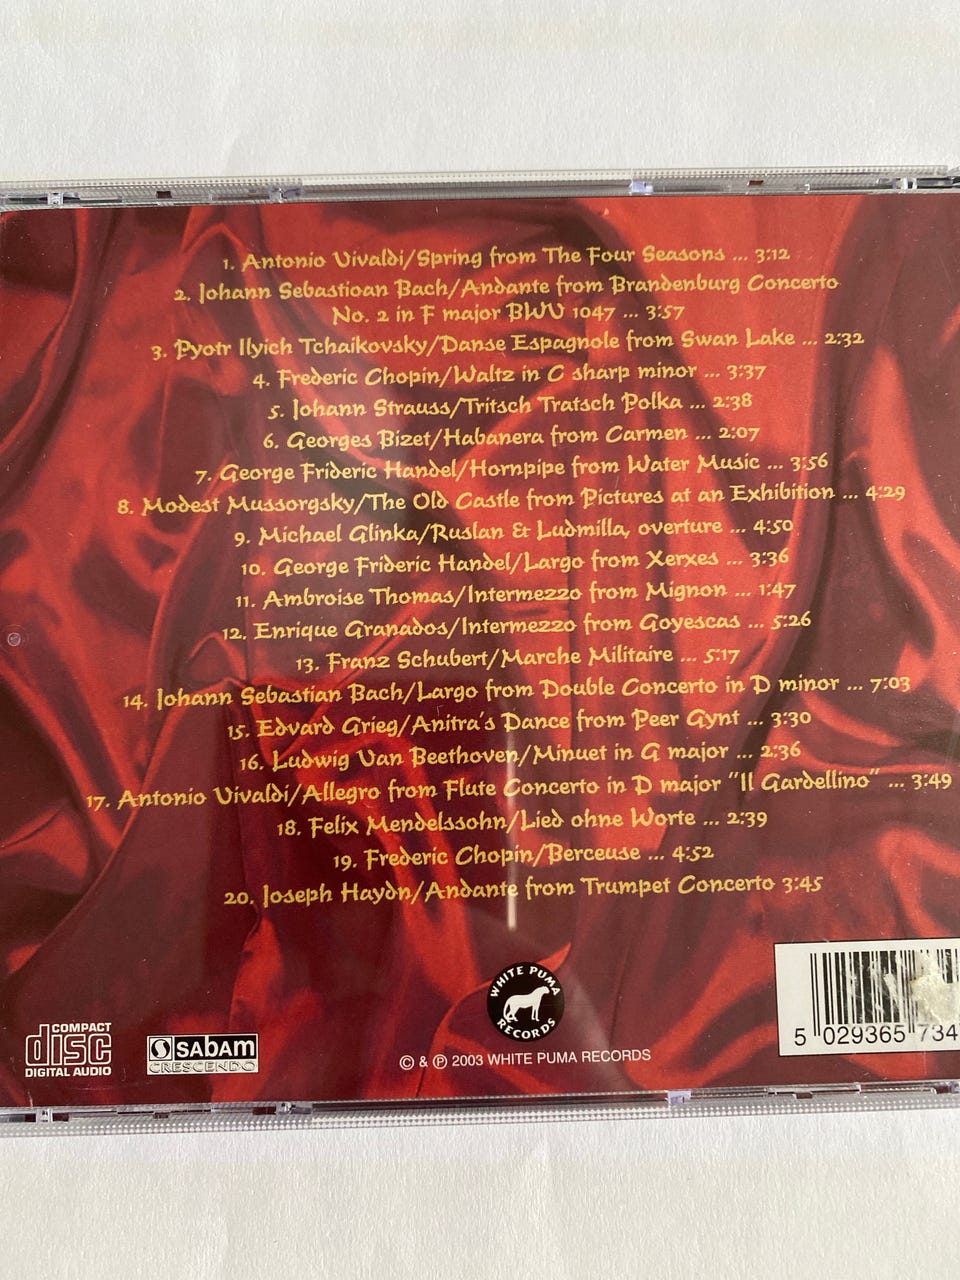 1. Antonio Vivaldi/Spring from The Four Seasons ... 3:12
2. Johann Sebastioan Bach/Andante from Brandenburg Concerto
No. 2 in F major BWV 1047 ... 3:57
3. Pyotr Ilyich Tchaikovsky/Danse Espagnole from Swan Lake ... 2:32
4. Frederic Chopin/Waltz in C sharp minor ... 3:37
5. Johann Strauss/Tritsch Tratsch Polka ... 2:38
6. Georges Bizet/Habanera from Carmen ... 2:07
7. George Frideric Handel/Hornpipe from Water Music ... 3:56
8. Modest Mussorgsky/The Old Castle from Pictures at an Exhibition ... 4:29
9. Michael Glinka/Ruslan & Ludmilla, overture ... 4:50
10. George Frideric Handel/Largo from Xerxes ... 3:36
11. Ambroise Thomas/Intermezzo from Mignon ... 1:47
12. Enrique Granados/Intermezzo from Goyescas ... 5:26
13. Franz Schubert/Marche Militaire ... 5:17
14. Johann Sebastian Bach/Largo from Double Concerto in D minor ... 7:03
15. Edvard Grieg/Anitra's Dance from Peer Gynt ... 3:30
16. Ludwig Van Beethoven/Minuet in G major ... 2:36
17. Antonio Vivaldi/Allegro from Flute Concerto in D major "Il Gardellino" ... 3:49
18. Felix Mendelssohn/Lied ohne Worte ... 2:39
19. Frederic Chopin/Berceuse ... 4:52
20. Joseph Haydn/Andante from Trumpet Concerto 3:45
WHITE PUMA
RECORDS
COMPACT
disc
DIGITAL AUDIO
sabam
CRESCENDO
© & ℗ 2003 WHITE PUMA RECORDS
5 029365 734